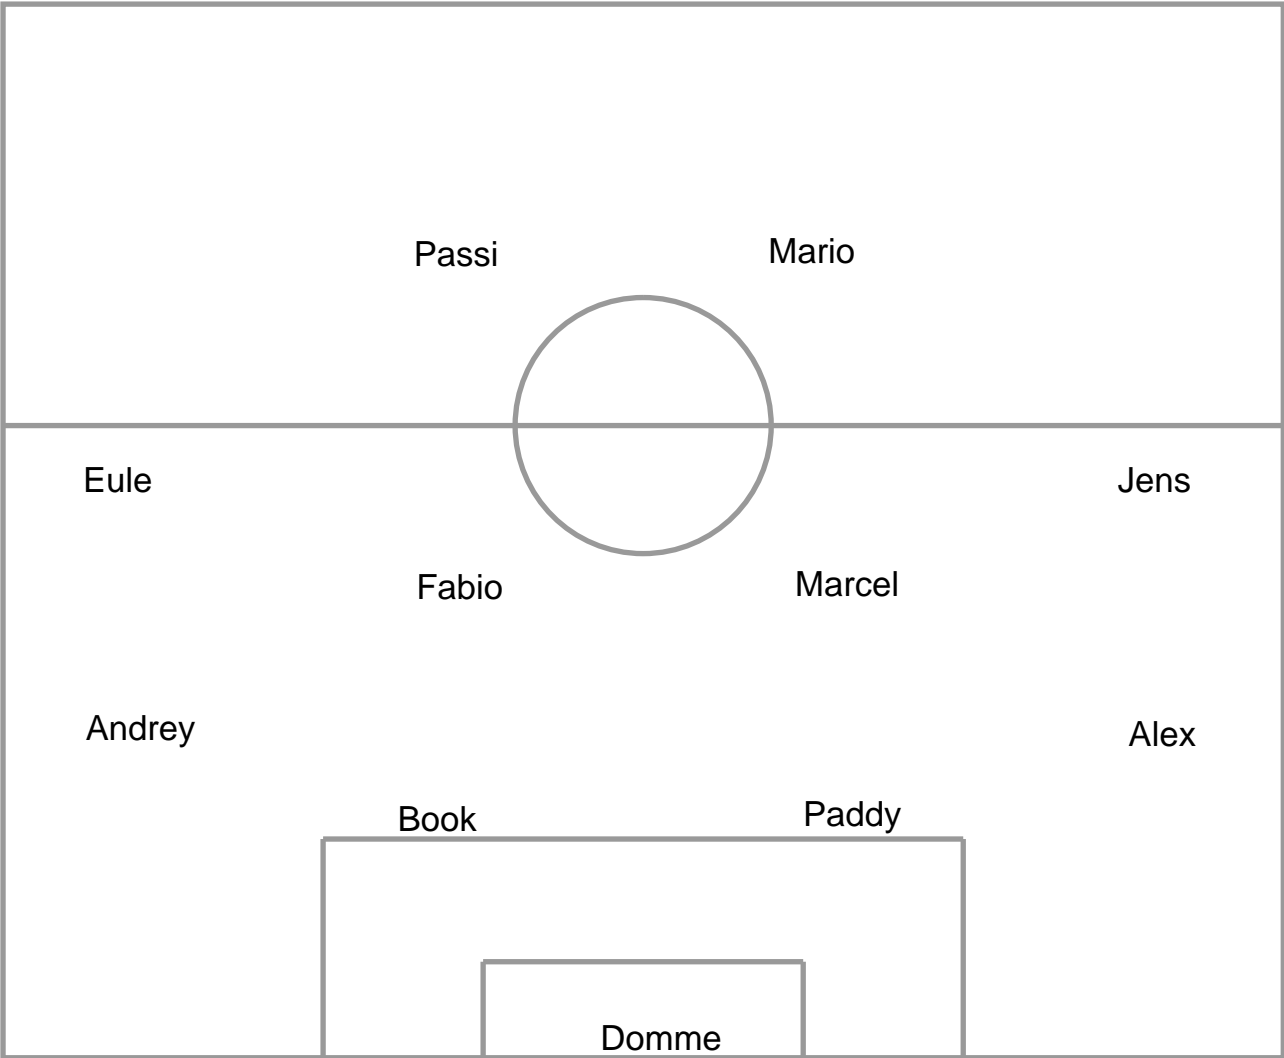 Passi Mario
Eule Jens
Fabio Marcel
Andrey Alex
Book Paddy
Domme